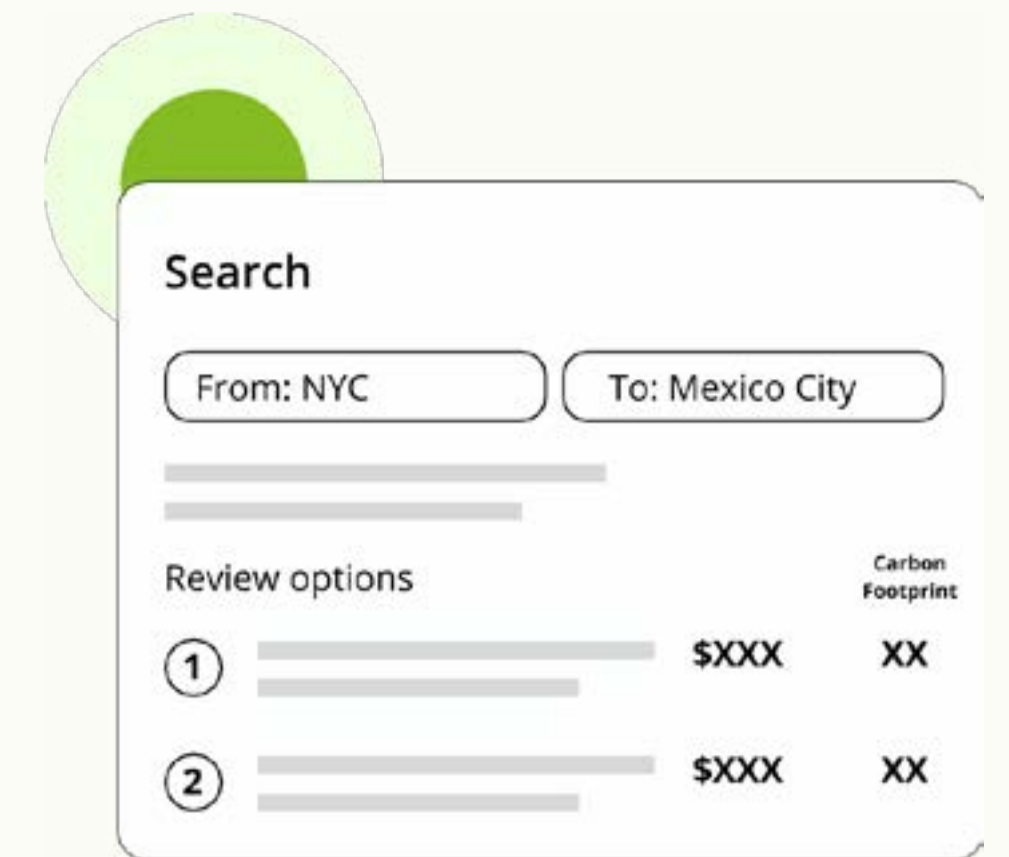 Search
From: NYC To: Mexico City
Review options
Carbon
Footprint
1 $XXX XX
2 $XXX XX